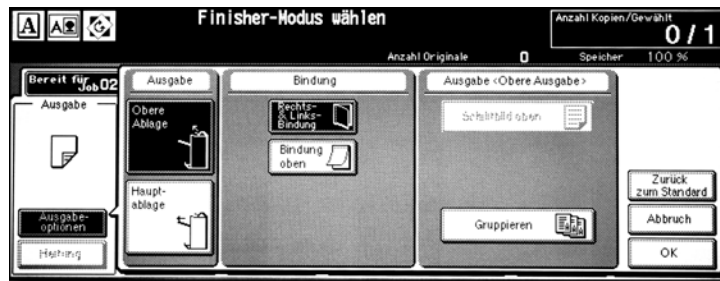 A A
Finisher-Modus wählen
Anzahl Kopien/Gewählt
0 / 1
Anzahl Originale 0 Speicher 100 %
Bereit für Job 02
Ausgabe
Ausgabe-
optionen
Heftung
Ausgabe
Obere
Ablage
Haupt-
ablage
Bindung
Rechts-
& Links-
Bindung
Bindung
oben
Ausgabe <Obere Ausgabe>
Schriftbild oben
Gruppieren
Zurück
zum Standard
Abbruch
OK